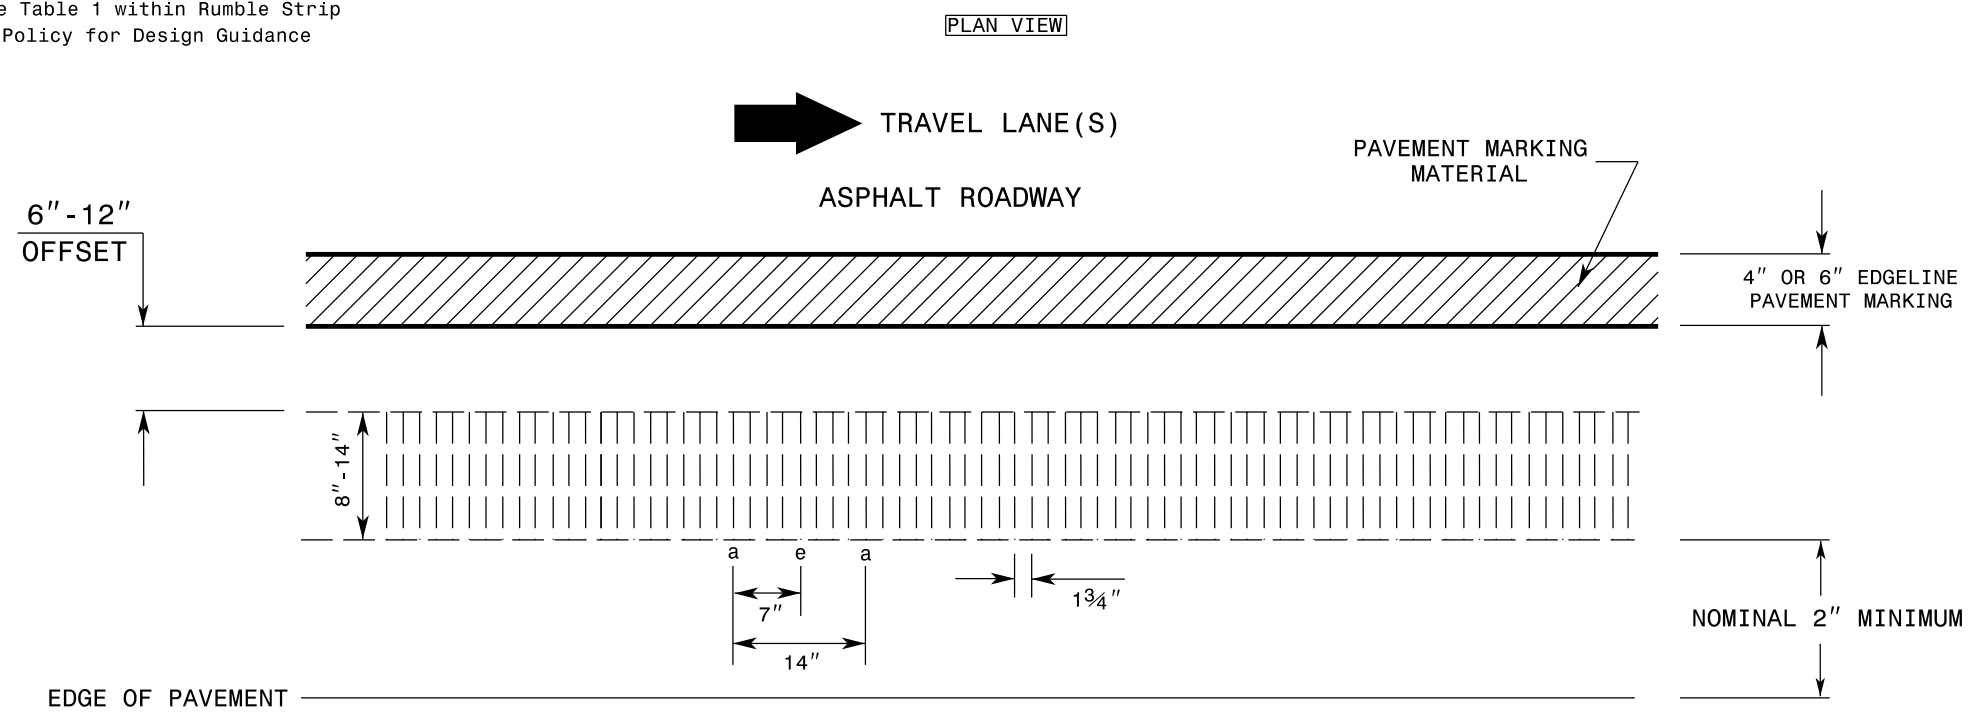 Table 1 within Rumble Strip
Policy for Design Guidance
PLAN VIEW
TRAVEL LANE(S)
PAVEMENT MARKING
MATERIAL
ASPHALT ROADWAY
6"-12"
OFFSET
4" OR 6" EDGELINE
PAVEMENT MARKING
8"-14"
a e a
7"
1¾"
14"
NOMINAL 2" MINIMUM
EDGE OF PAVEMENT